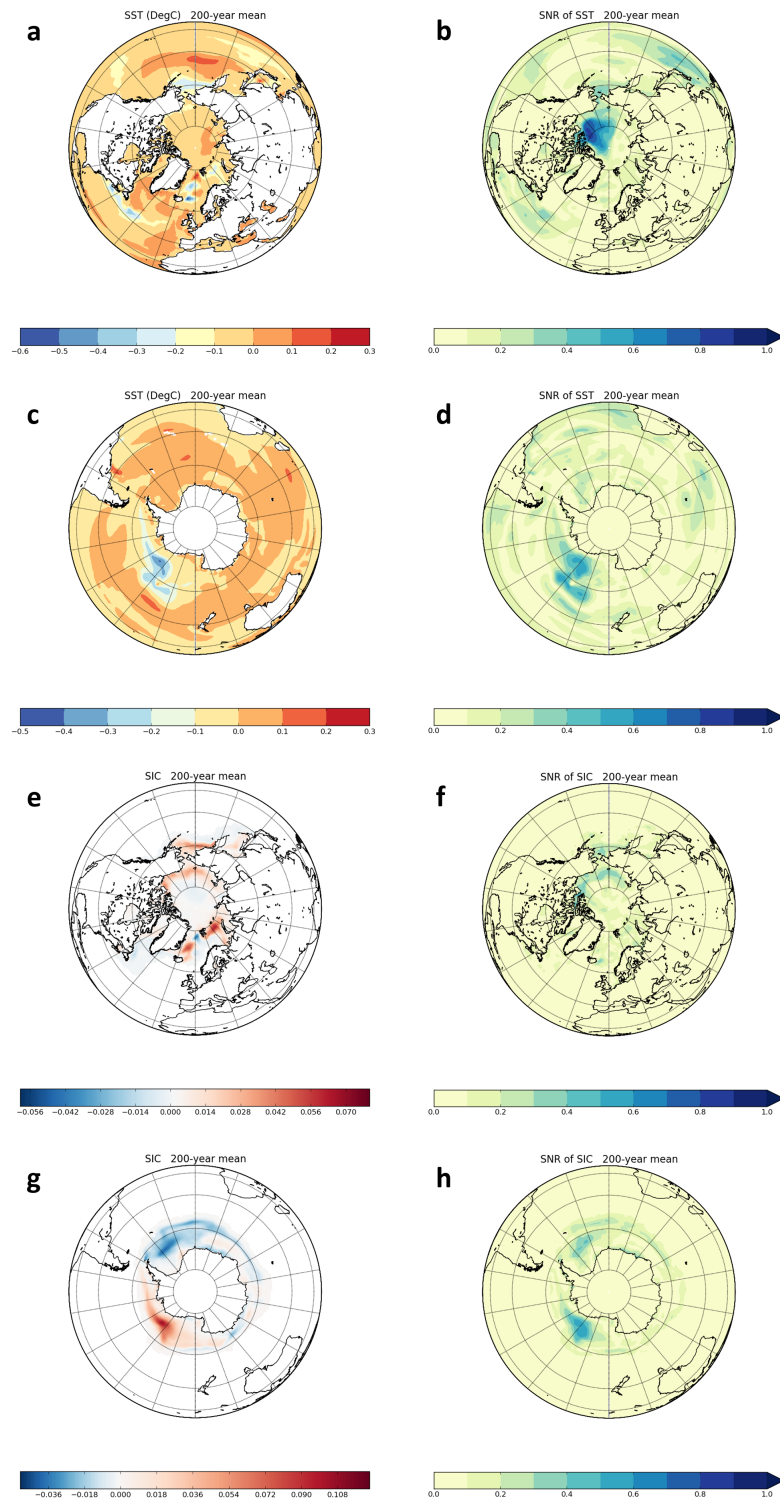 a
SST (DegC)   200-year mean
−0.6 −0.5 −0.4 −0.3 −0.2 −0.1 0.0 0.1 0.2 0.3
b
SNR of SST   200-year mean
0.0 0.2 0.4 0.6 0.8 1.0
c
SST (DegC)   200-year mean
−0.5 −0.4 −0.3 −0.2 −0.1 0.0 0.1 0.2 0.3
d
SNR of SST   200-year mean
0.0 0.2 0.4 0.6 0.8 1.0
e
SIC   200-year mean
−0.056 −0.042 −0.028 −0.014 0.000 0.014 0.028 0.042 0.056 0.070
f
SNR of SIC   200-year mean
0.0 0.2 0.4 0.6 0.8 1.0
g
SIC   200-year mean
−0.036 −0.018 0.000 0.018 0.036 0.054 0.072 0.090 0.108
h
SNR of SIC   200-year mean
0.0 0.2 0.4 0.6 0.8 1.0